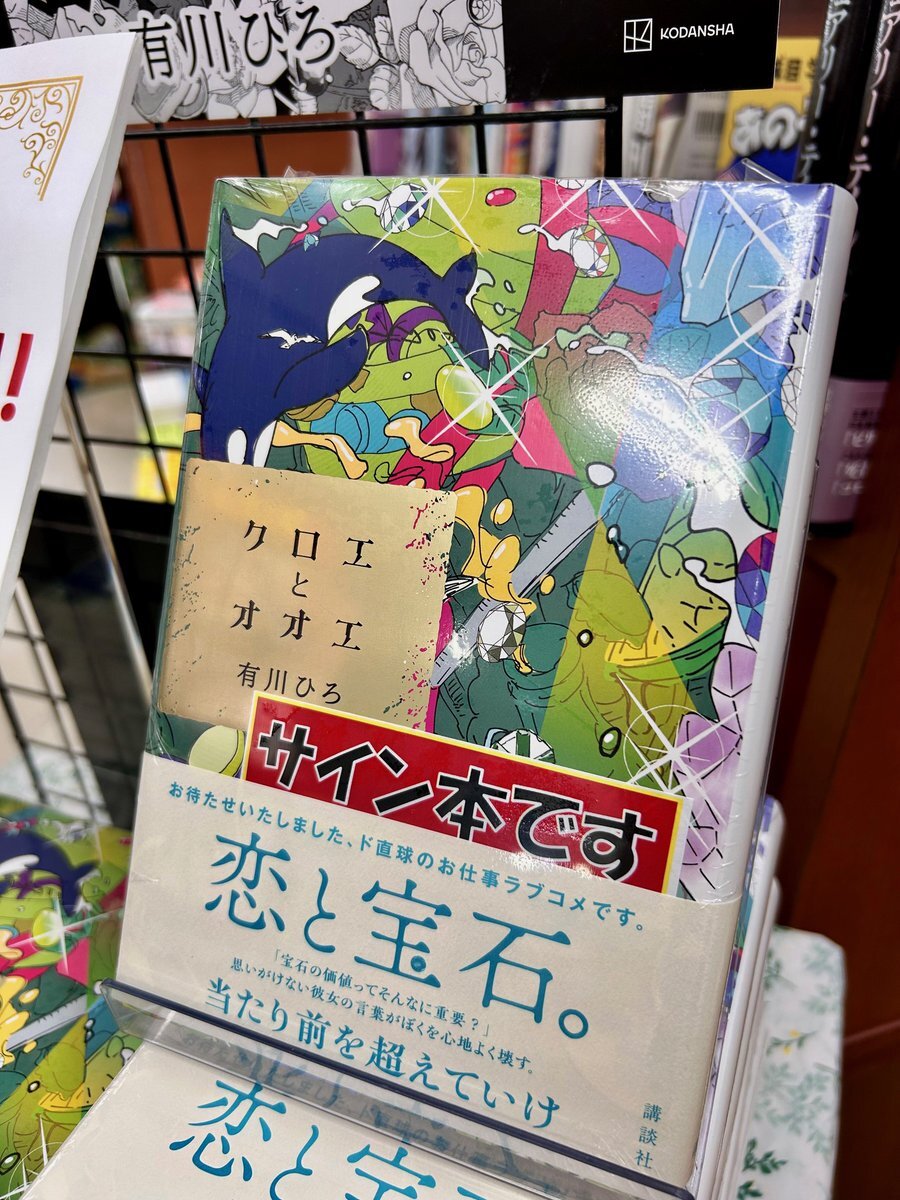 有川ひろ
KODANSHA
!!
クロエ
と
オオエ
有川ひろ
サイン本です
お待たせいたしました、ド直球のお仕事ラブコメです。
恋と宝石。
「宝石の価値ってそんなに重要？」
思いがけない彼女の言葉がぼくを心地よく壊す。
当たり前を超えていけ
講談社
恋と宝